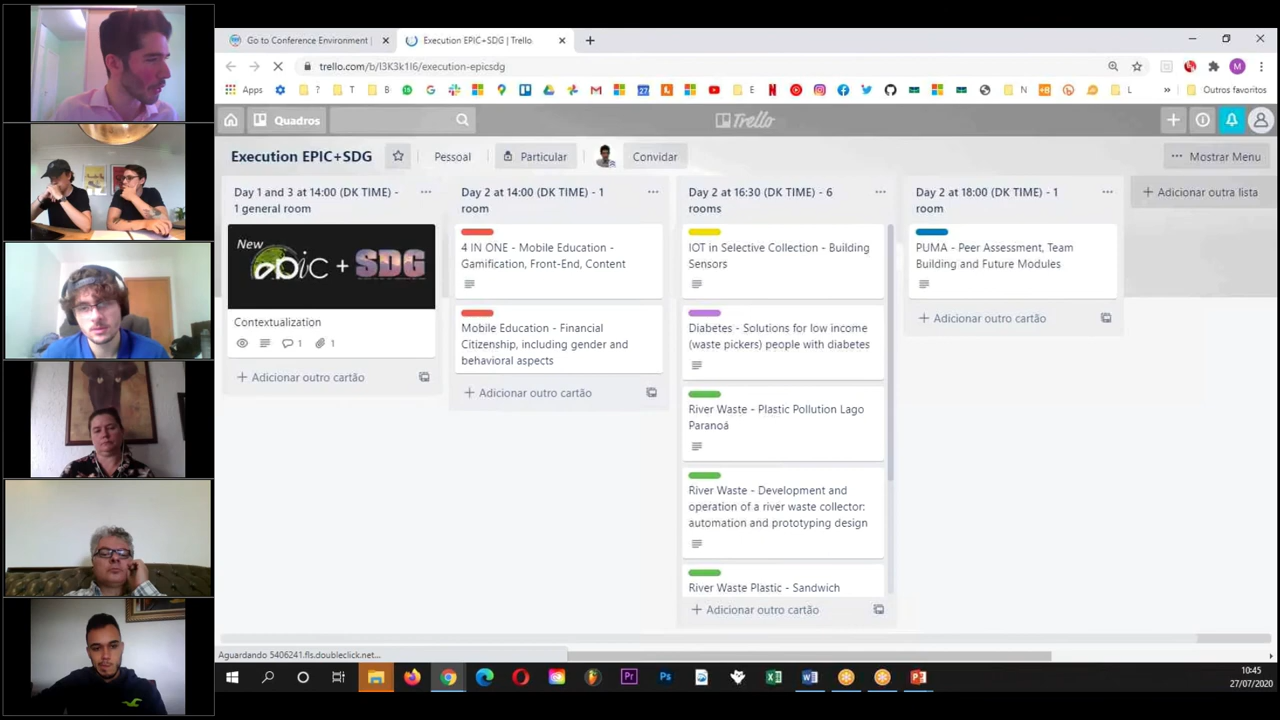 Go to Conference Environment |
Execution EPIC+SDG | Trello
trello.com/b/l3K3k1I6/execution-epicsdg
Apps
?
T
B
27
E
N
L
Outros favoritos
M
Quadros
Trello
Execution EPIC+SDG
Pessoal
Particular
Convidar
Mostrar Menu
Day 1 and 3 at 14:00 (DK TIME) -
1 general room
New
epic + SDG
Contextualization
1
1
Adicionar outro cartão
Day 2 at 14:00 (DK TIME) - 1
room
4 IN ONE - Mobile Education -
Gamification, Front-End, Content
Mobile Education - Financial
Citizenship, including gender and
behavioral aspects
Adicionar outro cartão
Day 2 at 16:30 (DK TIME) - 6
rooms
IOT in Selective Collection - Building
Sensors
Diabetes - Solutions for low income
(waste pickers) people with diabetes
River Waste - Plastic Pollution Lago
Paranoá
River Waste - Development and
operation of a river waste collector:
automation and prototyping design
River Waste Plastic - Sandwich
Adicionar outro cartão
Day 2 at 18:00 (DK TIME) - 1
room
PUMA - Peer Assessment, Team
Building and Future Modules
Adicionar outro cartão
Adicionar outra lista
Aguardando 5406241.fls.doubleclick.net...
10:45
27/07/2020